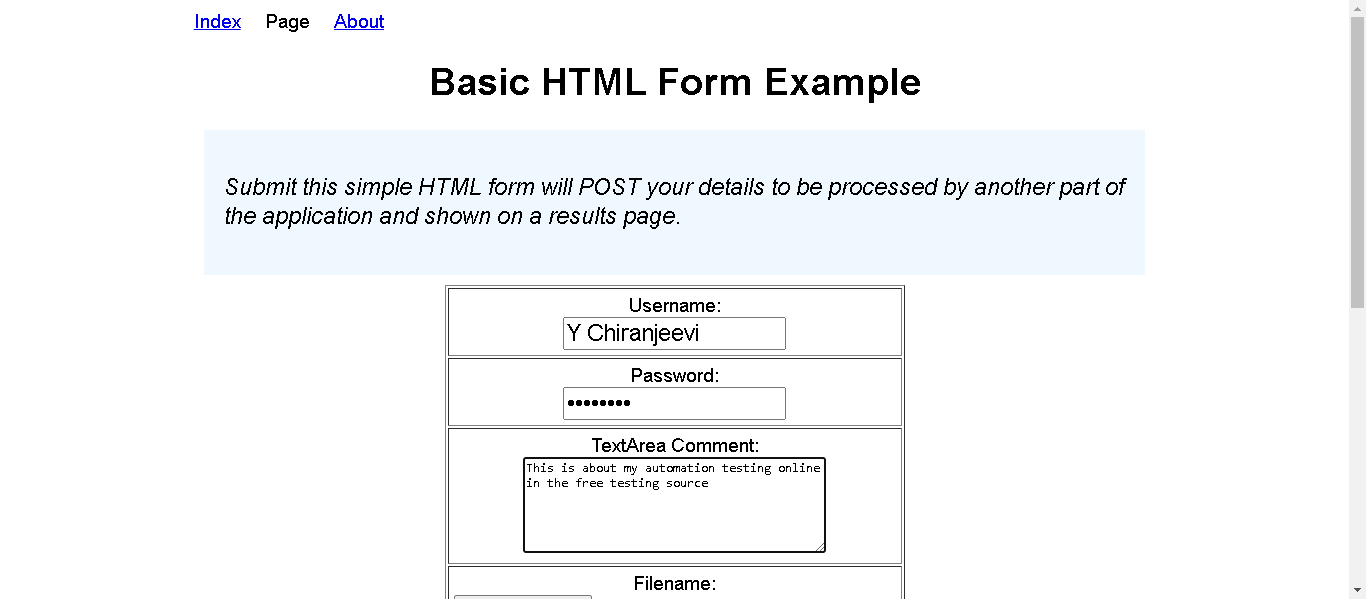 Index Page About
Basic HTML Form Example
Submit this simple HTML form will POST your details to be processed by another part of
the application and shown on a results page.
Username:
Y Chiranjeevi
Password:
••••••••
TextArea Comment:
This is about my automation testing online
in the free testing source
Filename: